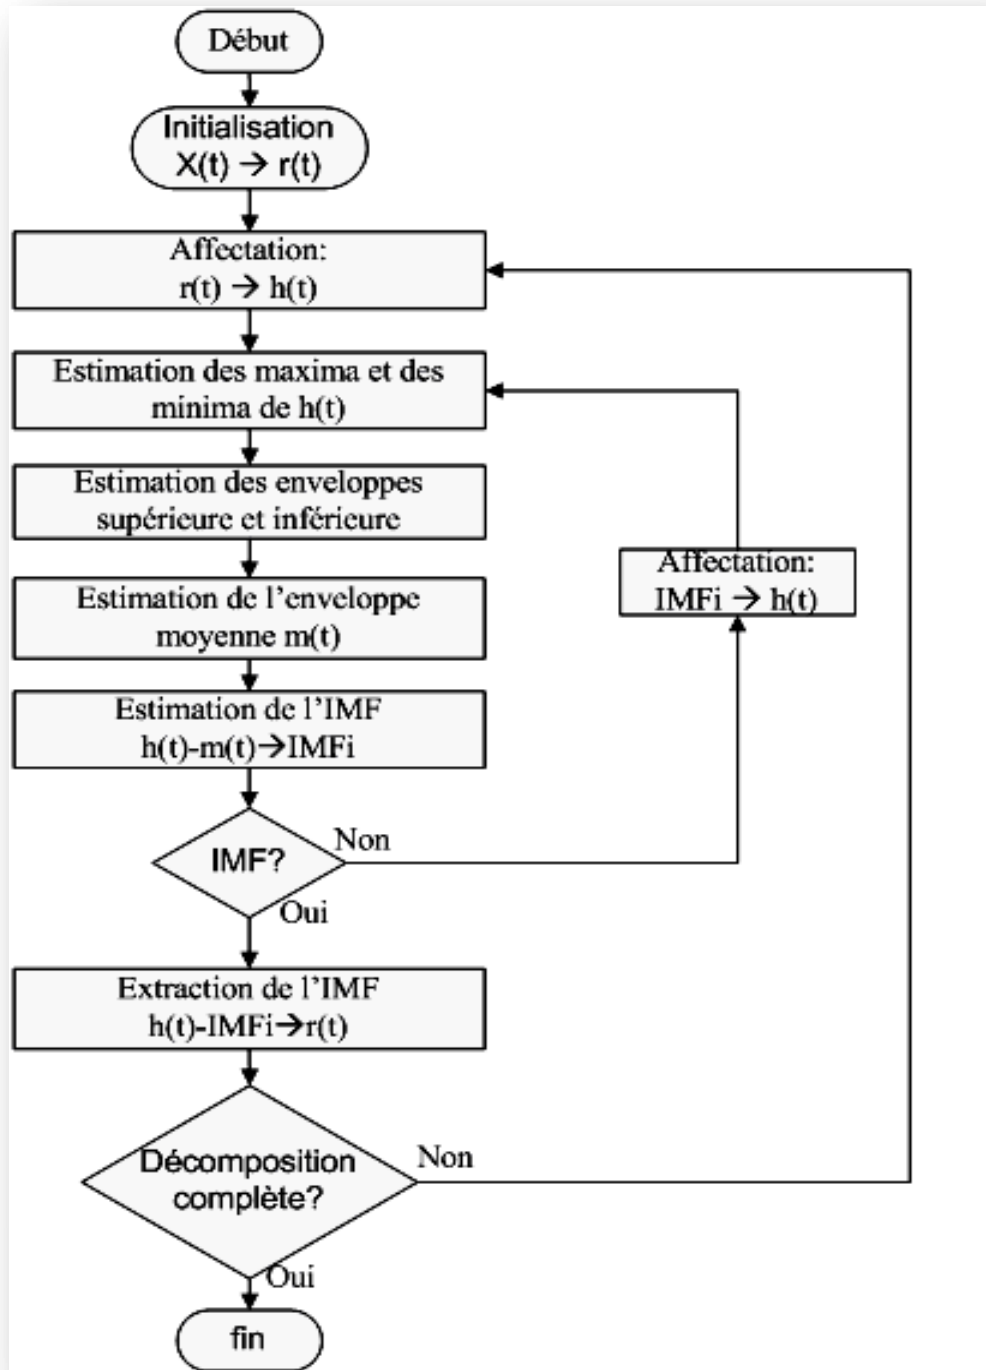 Début
Initialisation
X(t) → r(t)
Affectation:
r(t) → h(t)
Estimation des maxima et des
minima de h(t)
Estimation des enveloppes
supérieure et inférieure
Estimation de l'enveloppe
moyenne m(t)
Estimation de l'IMF
h(t)-m(t)→IMFi
Affectation:
IMFi → h(t)
IMF?
Non
Oui
Extraction de l'IMF
h(t)-IMFi→r(t)
Décomposition
complète?
Non
Oui
fin